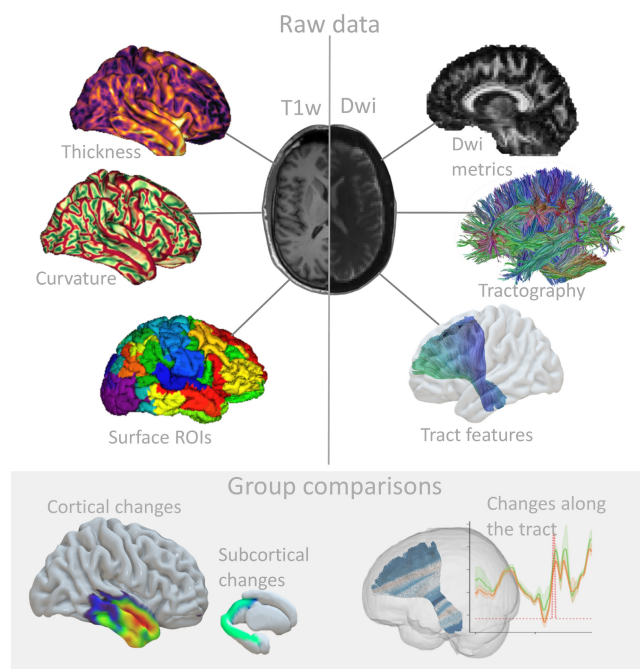 Raw data
T1w
Dwi
Thickness
Dwi
metrics
Curvature
Tractography
Surface ROIs
Tract features
Group comparisons
Cortical changes
Changes along
the tract
Subcortical
changes